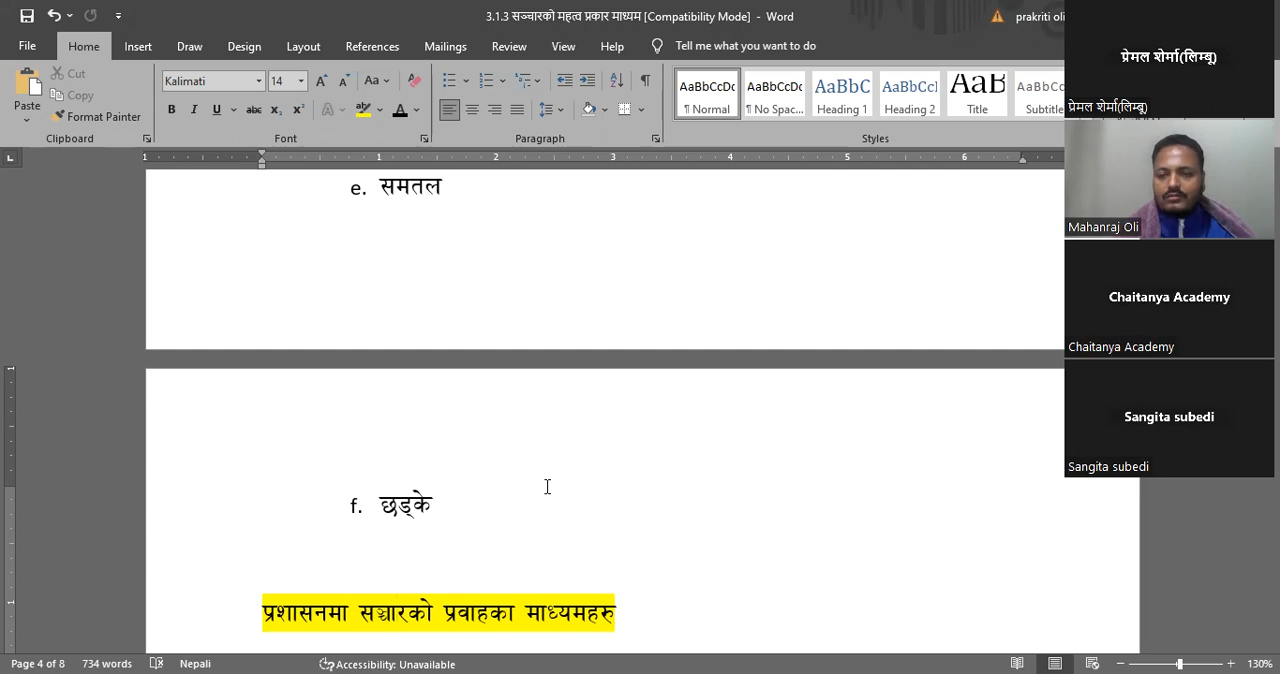 3.1.3 सञ्चारको महत्व प्रकार माध्यम [Compatibility Mode] - Word
prakriti oli
File Home Insert Draw Design Layout References Mailings Review View Help Tell me what you want to do
Paste
Cut
Copy
Format Painter
Clipboard
Kalimati 14
Font
Paragraph
AaBbCcDc AaBbCcDc AaBbC AaBbCcl AaB AaBbCcD
¶ Normal ¶ No Spac... Heading 1 Heading 2 Title Subtitle
Styles
e. समतल
f. छड्के
प्रशासनमा सञ्चारको प्रवाहका माध्यमहरु
प्रेमल शेर्मा(लिम्बू)
प्रेमल शेर्मा(लिम्बू)
Mahanraj Oli
Chaitanya Academy
Chaitanya Academy
Sangita subedi
Sangita subedi
Page 4 of 8 734 words Nepali Accessibility: Unavailable 130%